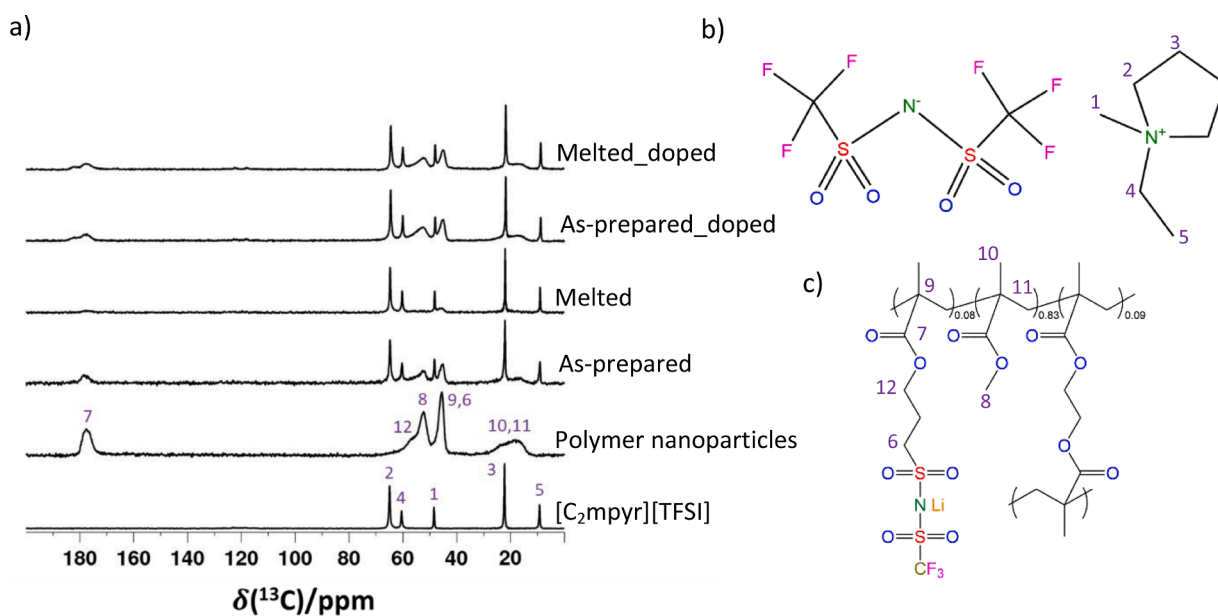 a)
Melted_doped
As-prepared_doped
Melted
As-prepared
7
12
8
9,6
10,11
Polymer nanoparticles
2
4
1
3
5
[C₂mpyr][TFSI]
180 160 140 120 100 80 60 40 20
δ(¹³C)/ppm
b)
F F F N⁻ F F F
S S
O O O O
1 2 3 N⁺ 4 5
c)
9 10 11
0.08 0.83 0.09
7
O O O O O O
12 8
6
O S O
N Li
O S O
CF₃
O
O